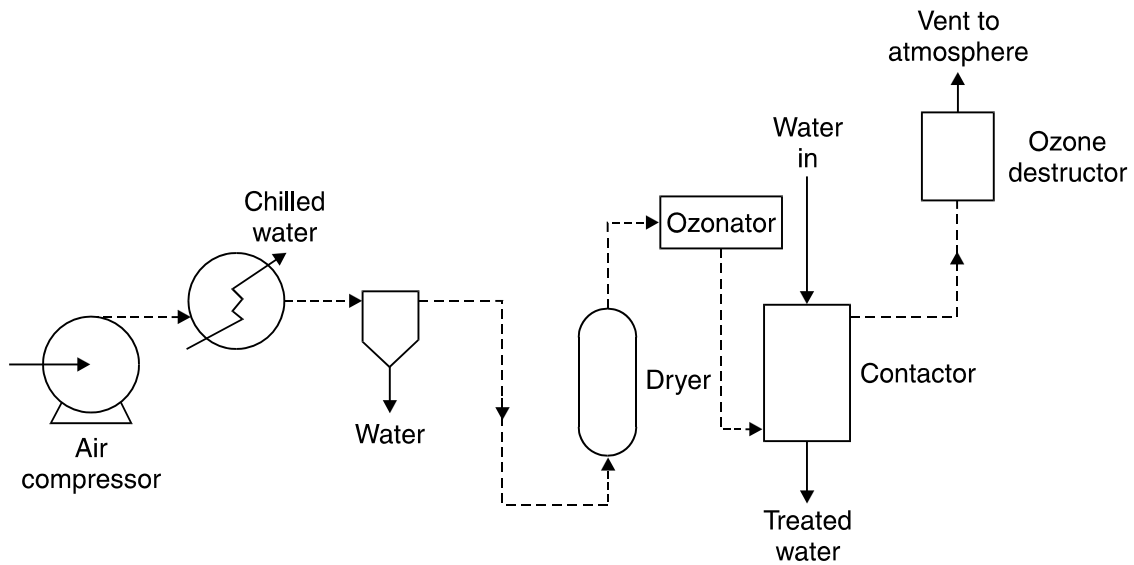 Vent to
atmosphere
Water
in
Ozone
destructor
Chilled
water
Ozonator
Dryer
Contactor
Water
Air
compressor
Treated
water